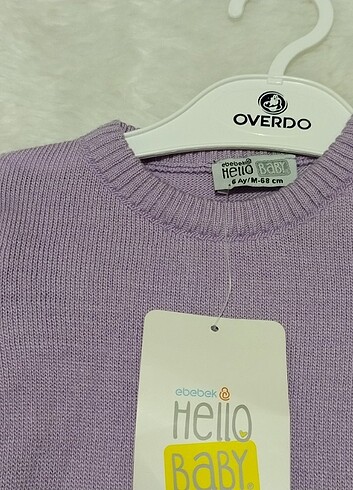 OVERDO
ebebek
Hello BABY
6 Ay/M-68 cm
ebebek
Hello
BABY